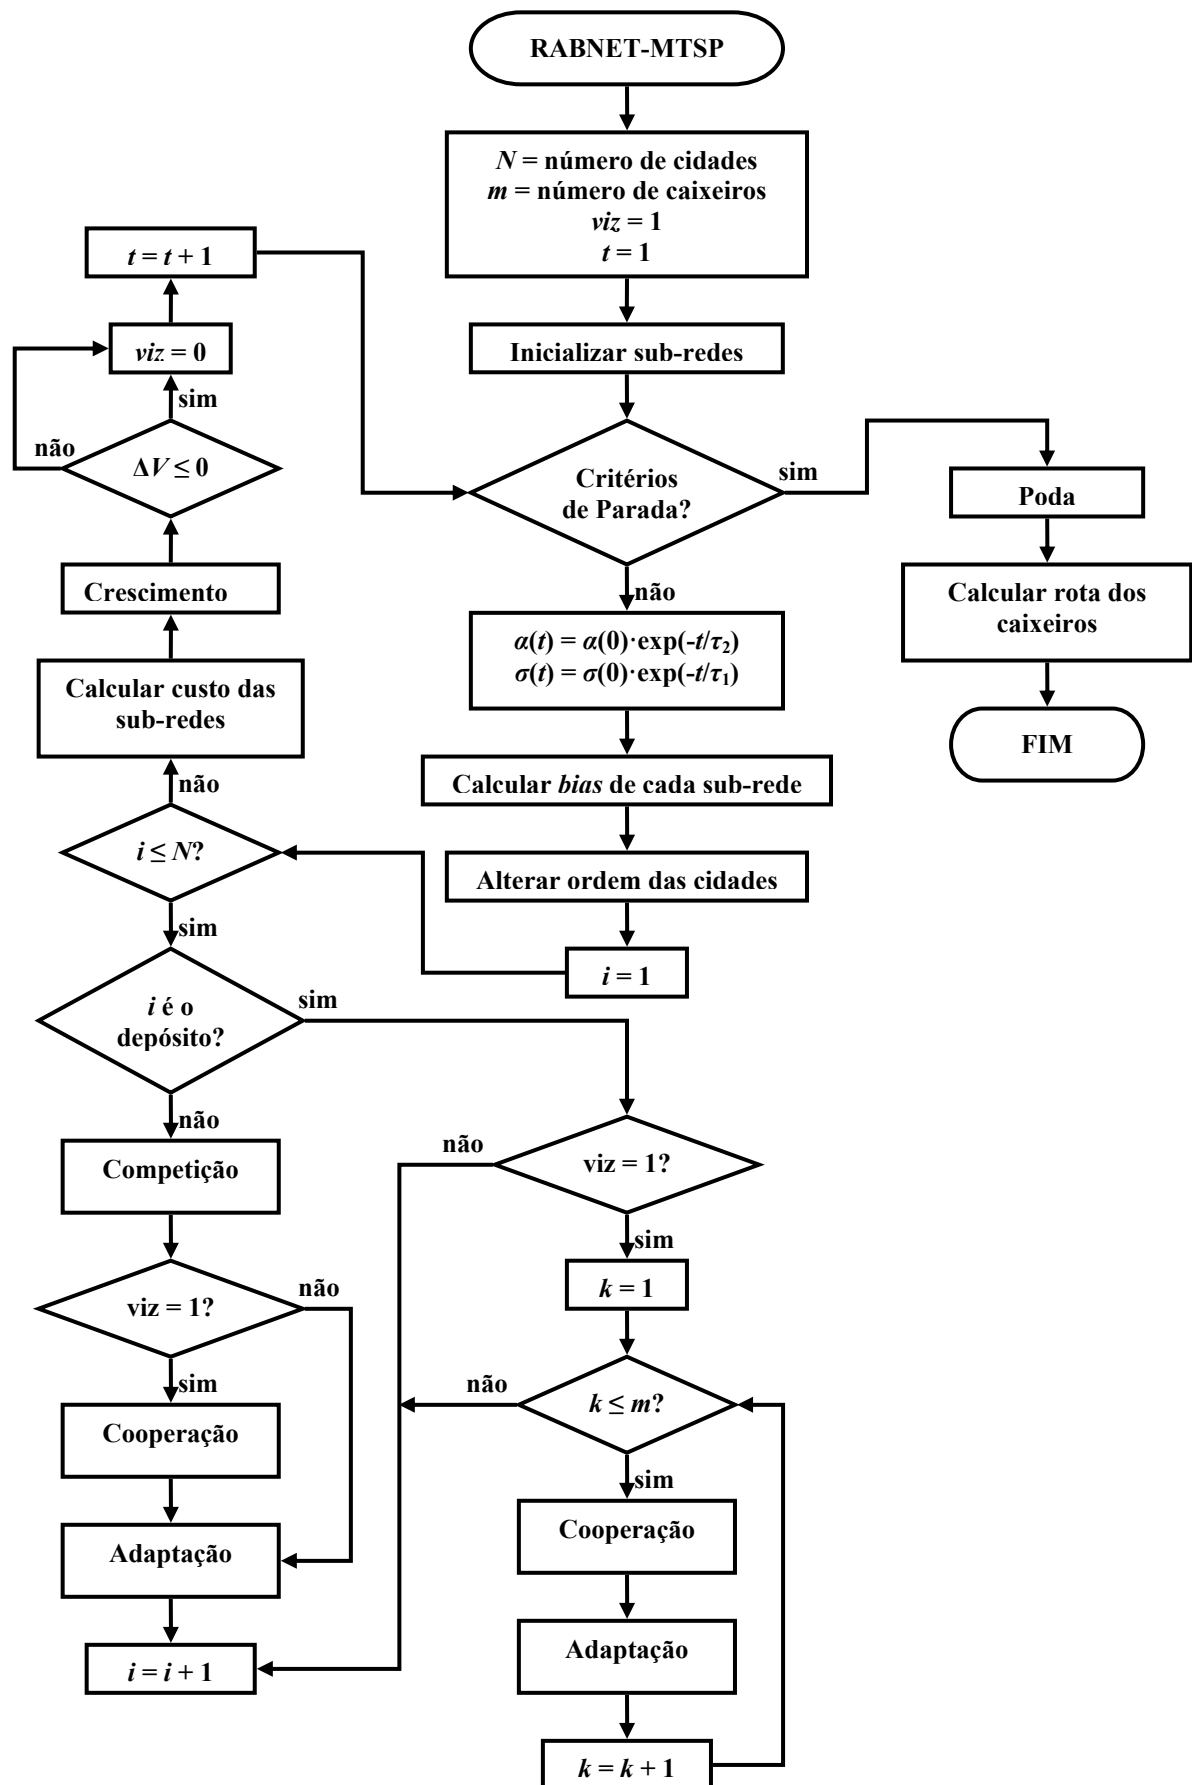 RABNET-MTSP
N = número de cidades
m = número de caixeiros
viz = 1
t = 1
t = t + 1
Inicializar sub-redes
viz = 0
sim
não
ΔV ≤ 0
Critérios
de Parada?
sim
Poda
não
Crescimento
Calcular rota dos
caixeiros
α(t) = α(0)·exp(-t/τ2)
σ(t) = σ(0)·exp(-t/τ1)
Calcular custo das
sub-redes
FIM
não
Calcular bias de cada sub-rede
i ≤ N?
Alterar ordem das cidades
sim
i = 1
i é o
depósito?
sim
não
não
Competição
viz = 1?
sim
k = 1
não
viz = 1?
sim
não
k ≤ m?
Cooperação
sim
Cooperação
Adaptação
Adaptação
i = i + 1
k = k + 1